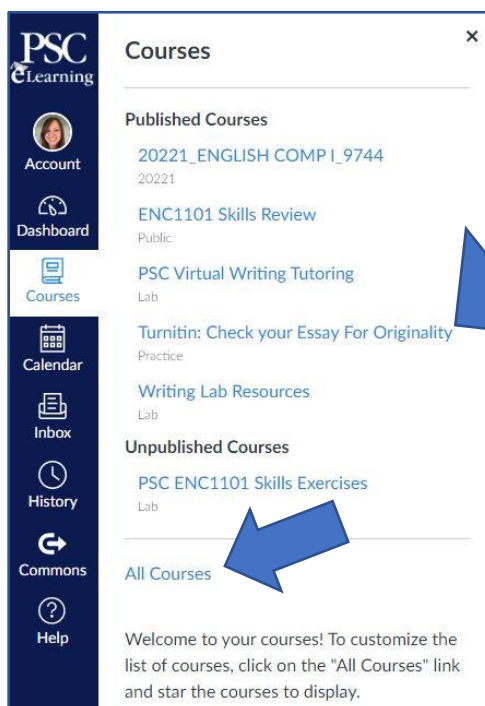 PSC
eLearning
Account
Dashboard
Courses
Calendar
Inbox
History
Commons
Help
Courses
×
Published Courses
20221_ENGLISH COMP I_9744
20221
ENC1101 Skills Review
Public
PSC Virtual Writing Tutoring
Lab
Turnitin: Check your Essay For Originality
Practice
Writing Lab Resources
Lab
Unpublished Courses
PSC ENC1101 Skills Exercises
Lab
All Courses
Welcome to your courses! To customize the
list of courses, click on the "All Courses" link
and star the courses to display.